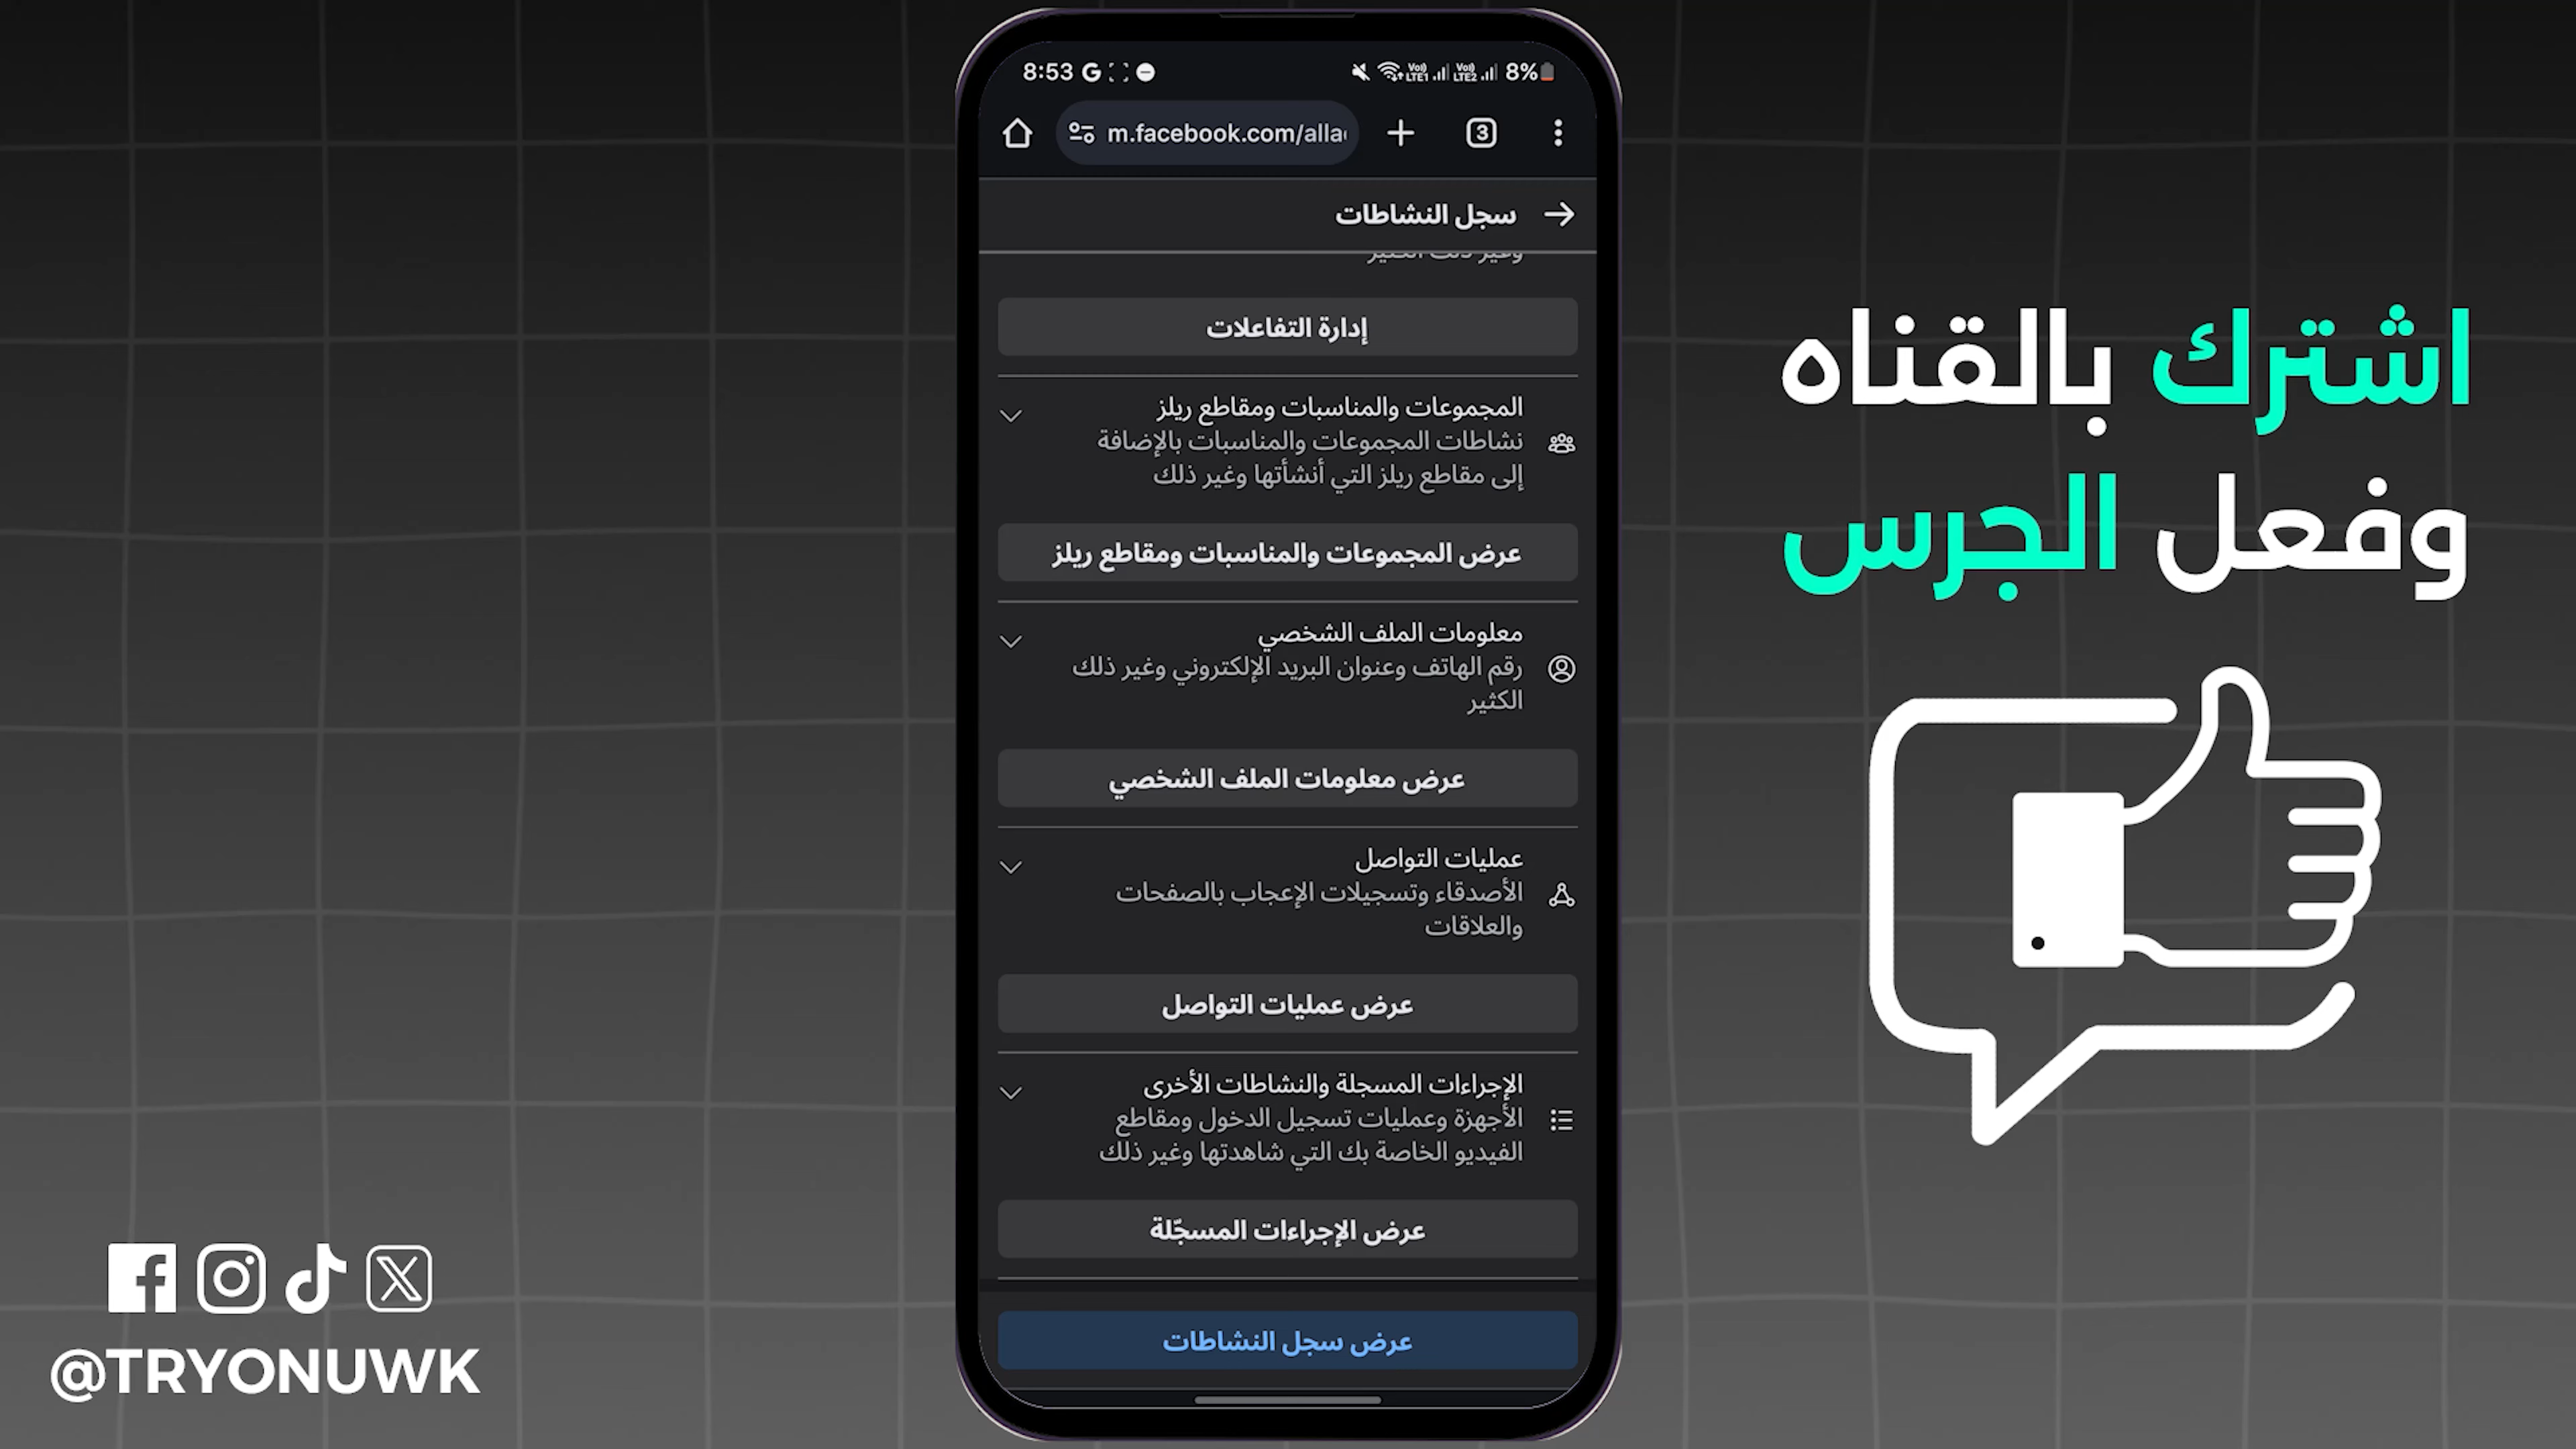 8:53
8%
m.facebook.com/alla
3
سجل النشاطات
وغير ذلك الكثير
إدارة التفاعلات
المجموعات والمناسبات ومقاطع ريلز
نشاطات المجموعات والمناسبات بالإضافة
إلى مقاطع ريلز التي أنشأتها وغير ذلك
عرض المجموعات والمناسبات ومقاطع ريلز
معلومات الملف الشخصي
رقم الهاتف وعنوان البريد الإلكتروني وغير ذلك
الكثير
عرض معلومات الملف الشخصي
عمليات التواصل
الأصدقاء وتسجيلات الإعجاب بالصفحات
والعلاقات
عرض عمليات التواصل
الإجراءات المسجلة والنشاطات الأخرى
الأجهزة وعمليات تسجيل الدخول ومقاطع
الفيديو الخاصة بك التي شاهدتها وغير ذلك
عرض الإجراءات المسجّلة
عرض سجل النشاطات
اشترك بالقناه
وفعل الجرس
@TRYONUWK